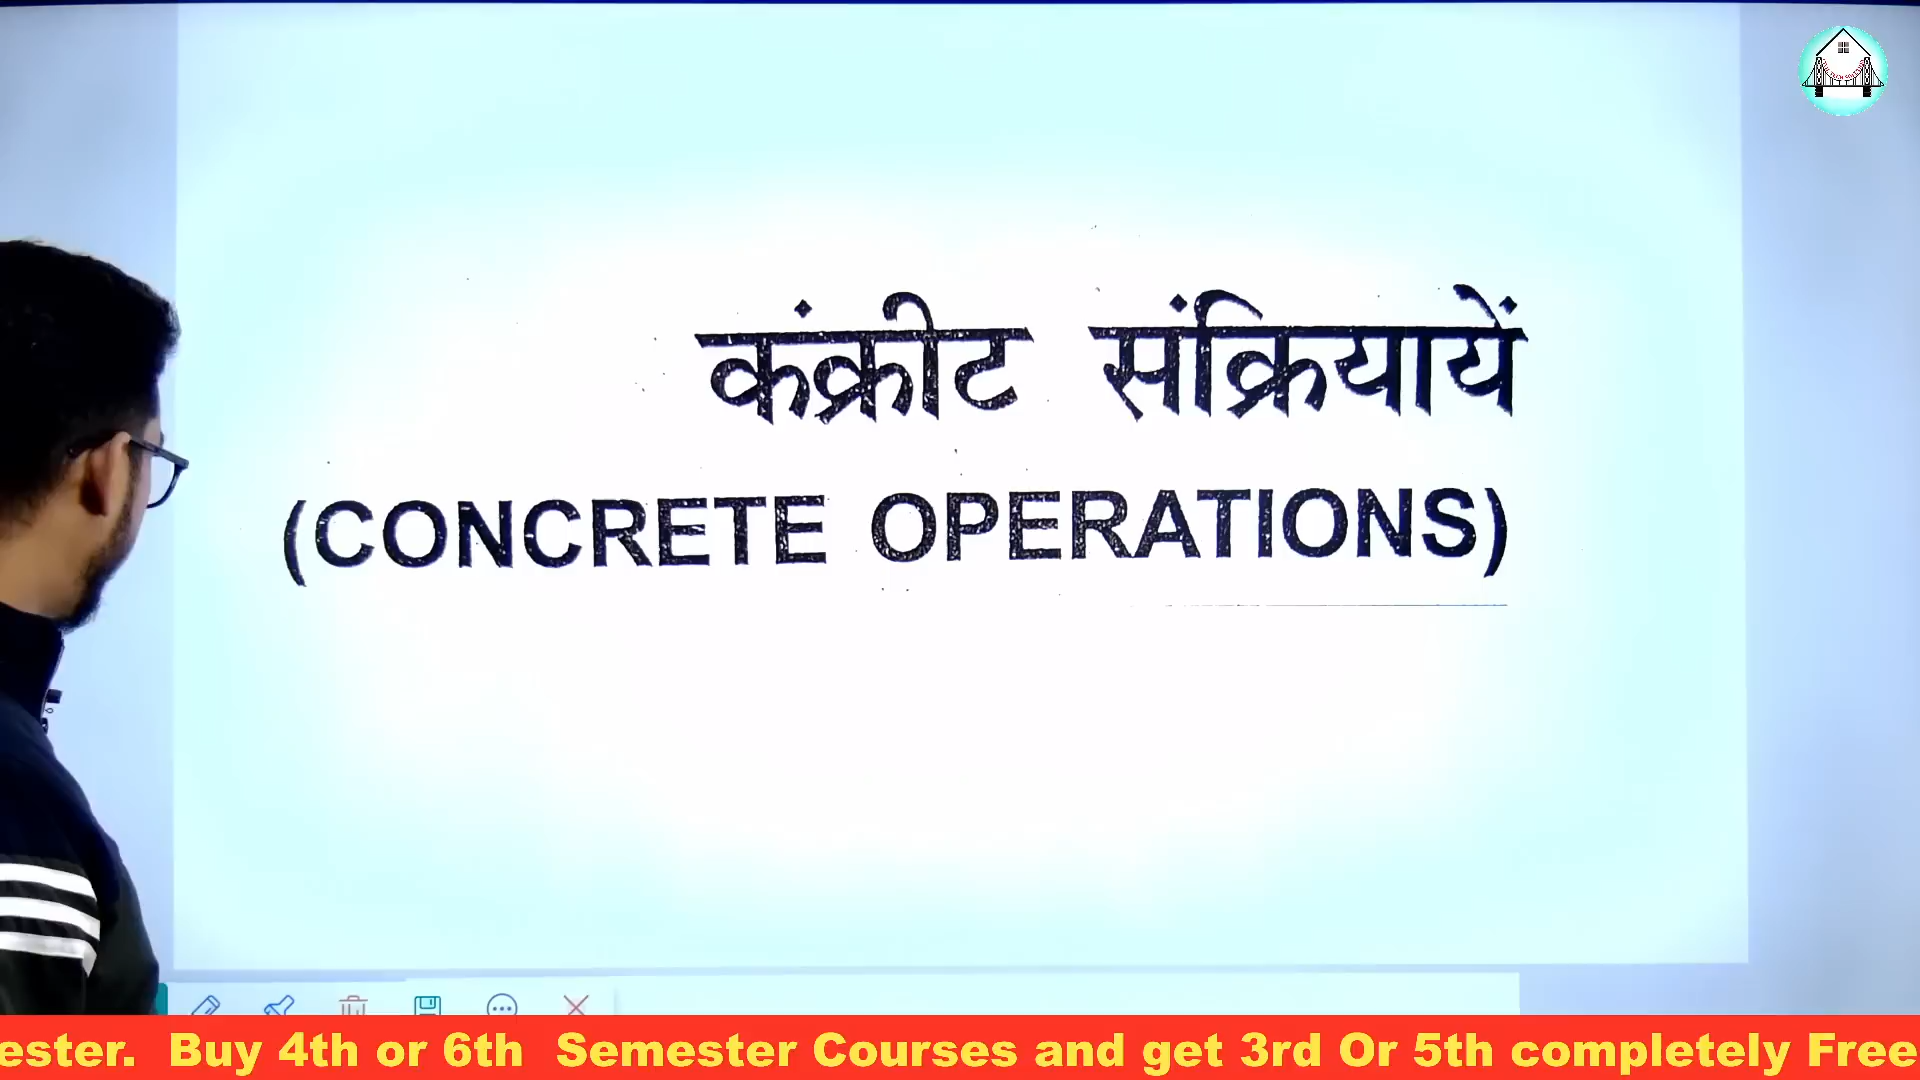 कंक्रीट संक्रियायें
(CONCRETE OPERATIONS)
ester. Buy 4th or 6th Semester Courses and get 3rd Or 5th completely Free